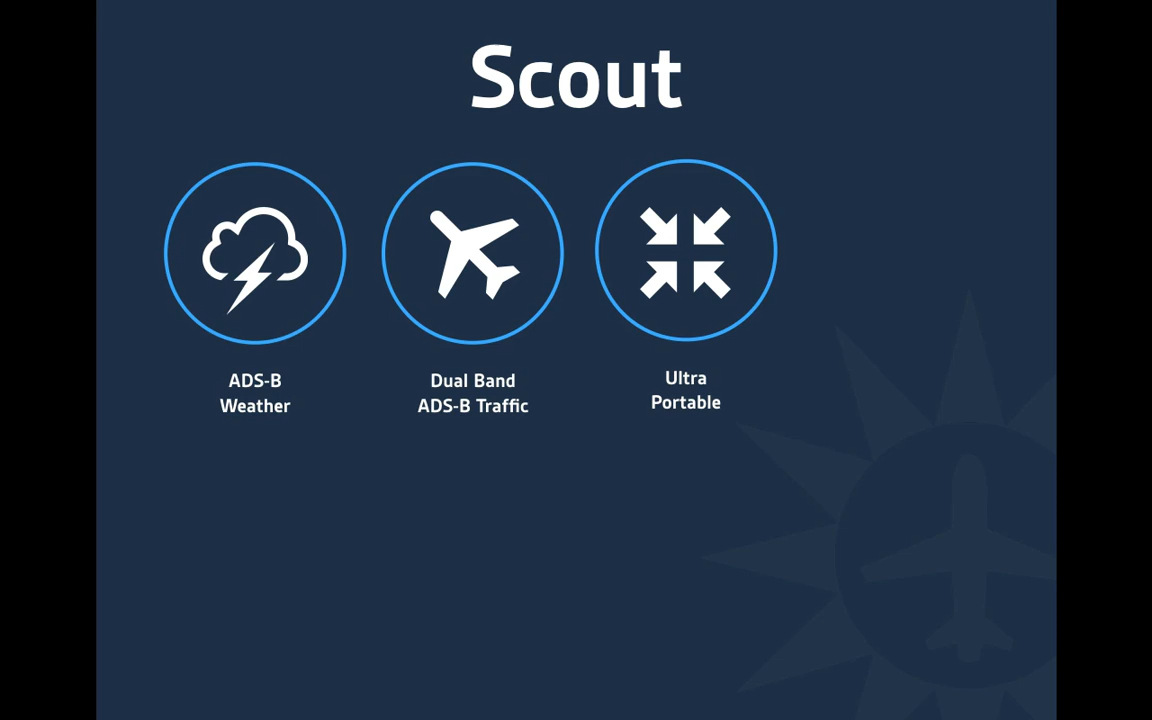 Scout
ADS-B
Weather
Dual Band
ADS-B Traffic
Ultra
Portable